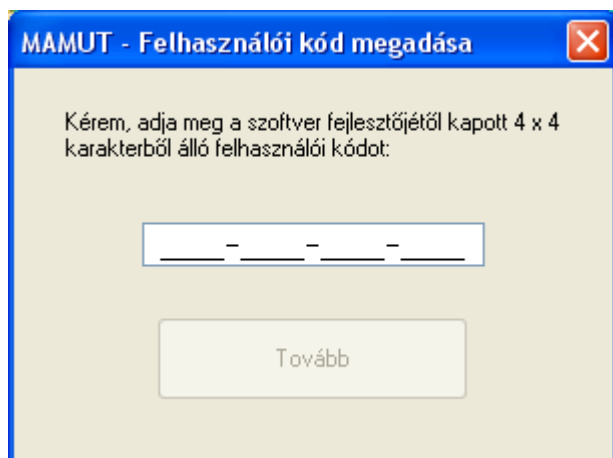 MAMUT - Felhasználói kód megadása
Kérem, adja meg a szoftver fejlesztőjétől kapott 4 x 4
karakterből álló felhasználói kódot:
____-____-____-____
Tovább